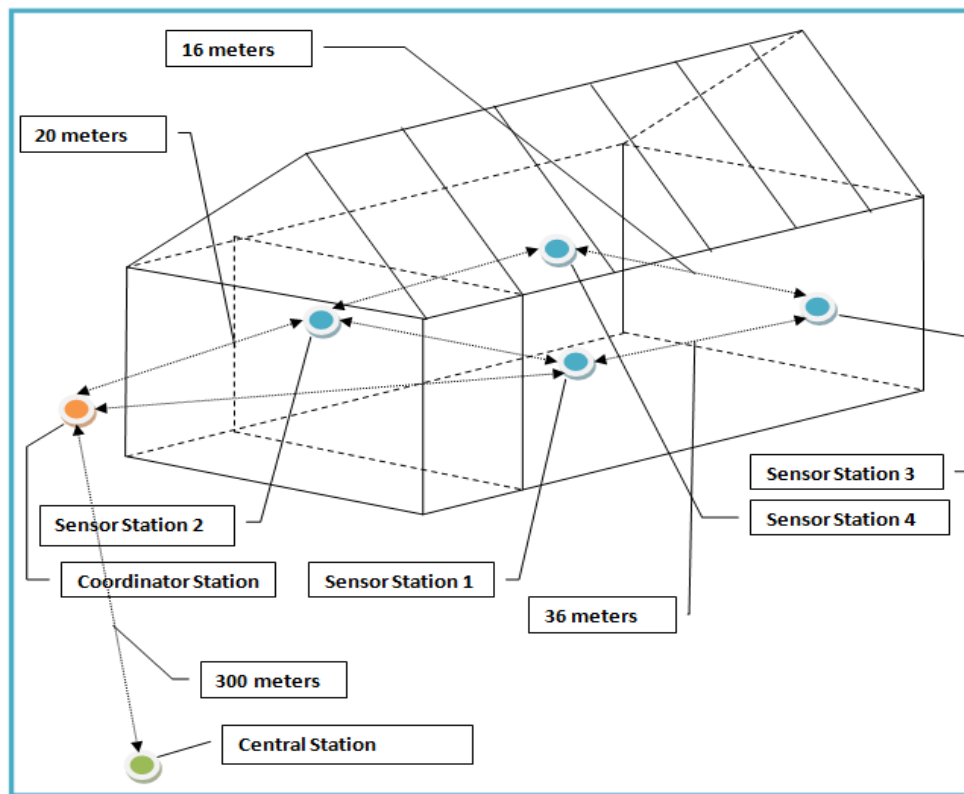 16 meters
20 meters
Sensor Station 3
Sensor Station 2
Sensor Station 4
Coordinator Station
Sensor Station 1
36 meters
300 meters
Central Station